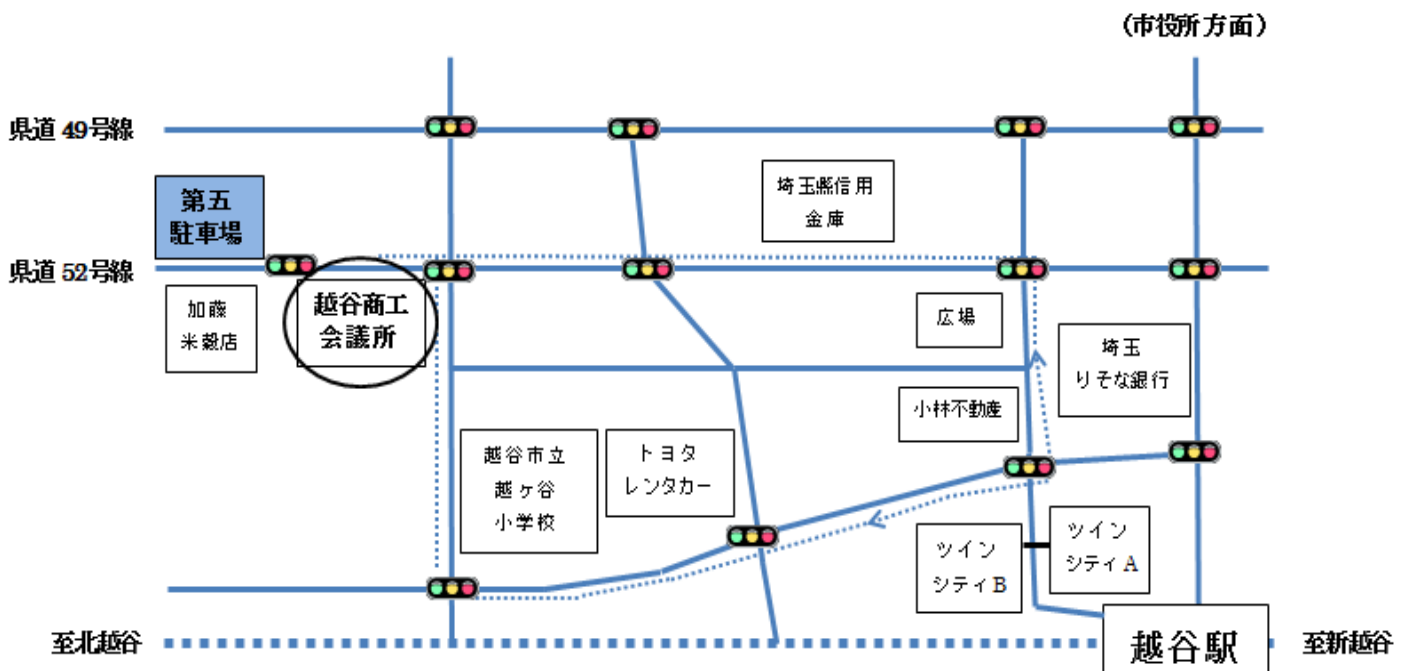 （市役所方面）
県道49号線
第五
駐車場
埼玉縣信用
金庫
県道52号線
加藤
米穀店
越谷商工
会議所
広場
埼玉
りそな銀行
小林不動産
越谷市立
越ヶ谷
小学校
トヨタ
レンタカー
ツイン
シティB
ツイン
シティA
至北越谷
越谷駅
至新越谷